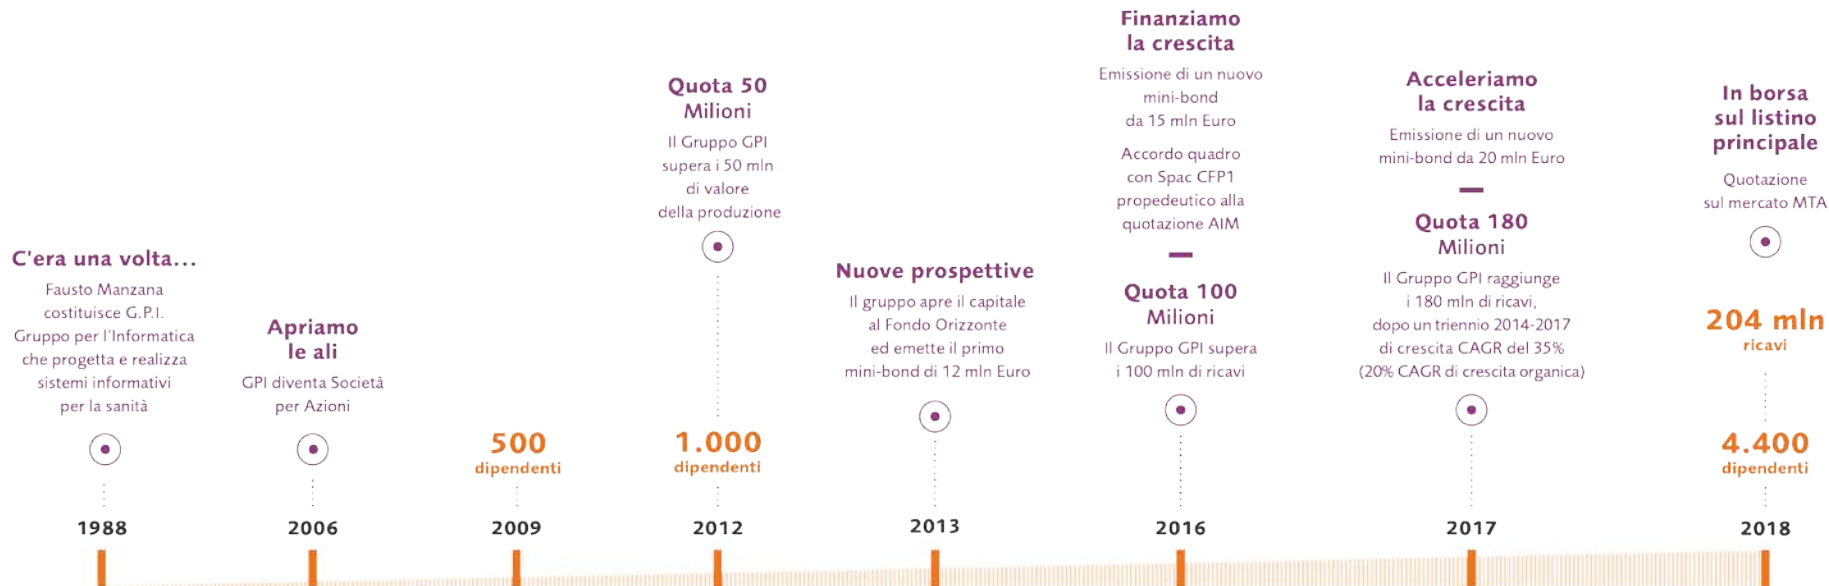 C'era una volta...
Fausto Manzana
costituisce G.P.I.
Gruppo per l'Informatica
che progetta e realizza
sistemi informativi
per la sanità
1988
Apriamo
le ali
GPI diventa Società
per Azioni
2006
500
dipendenti
2009
Quota 50
Milioni
Il Gruppo GPI
supera i 50 mln
di valore
della produzione
1.000
dipendenti
2012
Nuove prospettive
Il gruppo apre il capitale
al Fondo Orizzonte
ed emette il primo
mini-bond di 12 mln Euro
2013
Finanziamo
la crescita
Emissione di un nuovo
mini-bond
da 15 mln Euro
Accordo quadro
con Spac CFP1
propedeutico alla
quotazione AIM
Quota 100
Milioni
Il Gruppo GPI supera
i 100 mln di ricavi
2016
Acceleriamo
la crescita
Emissione di un nuovo
mini-bond da 20 mln Euro
Quota 180
Milioni
Il Gruppo GPI raggiunge
i 180 mln di ricavi,
dopo un triennio 2014-2017
di crescita CAGR del 35%
(20% CAGR di crescita organica)
2017
In borsa
sul listino
principale
Quotazione
sul mercato MTA
204 mln
ricavi
4.400
dipendenti
2018